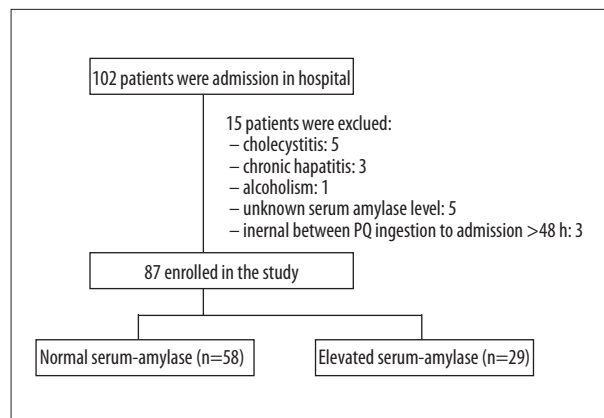 102 patients were admission in hospital
15 patients were exclued:
– cholecystitis: 5
– chronic hapatitis: 3
– alcoholism: 1
– unknown serum amylase level: 5
– inernal between PQ ingestion to admission >48 h: 3
87 enrolled in the study
Normal serum-amylase (n=58)
Elevated serum-amylase (n=29)